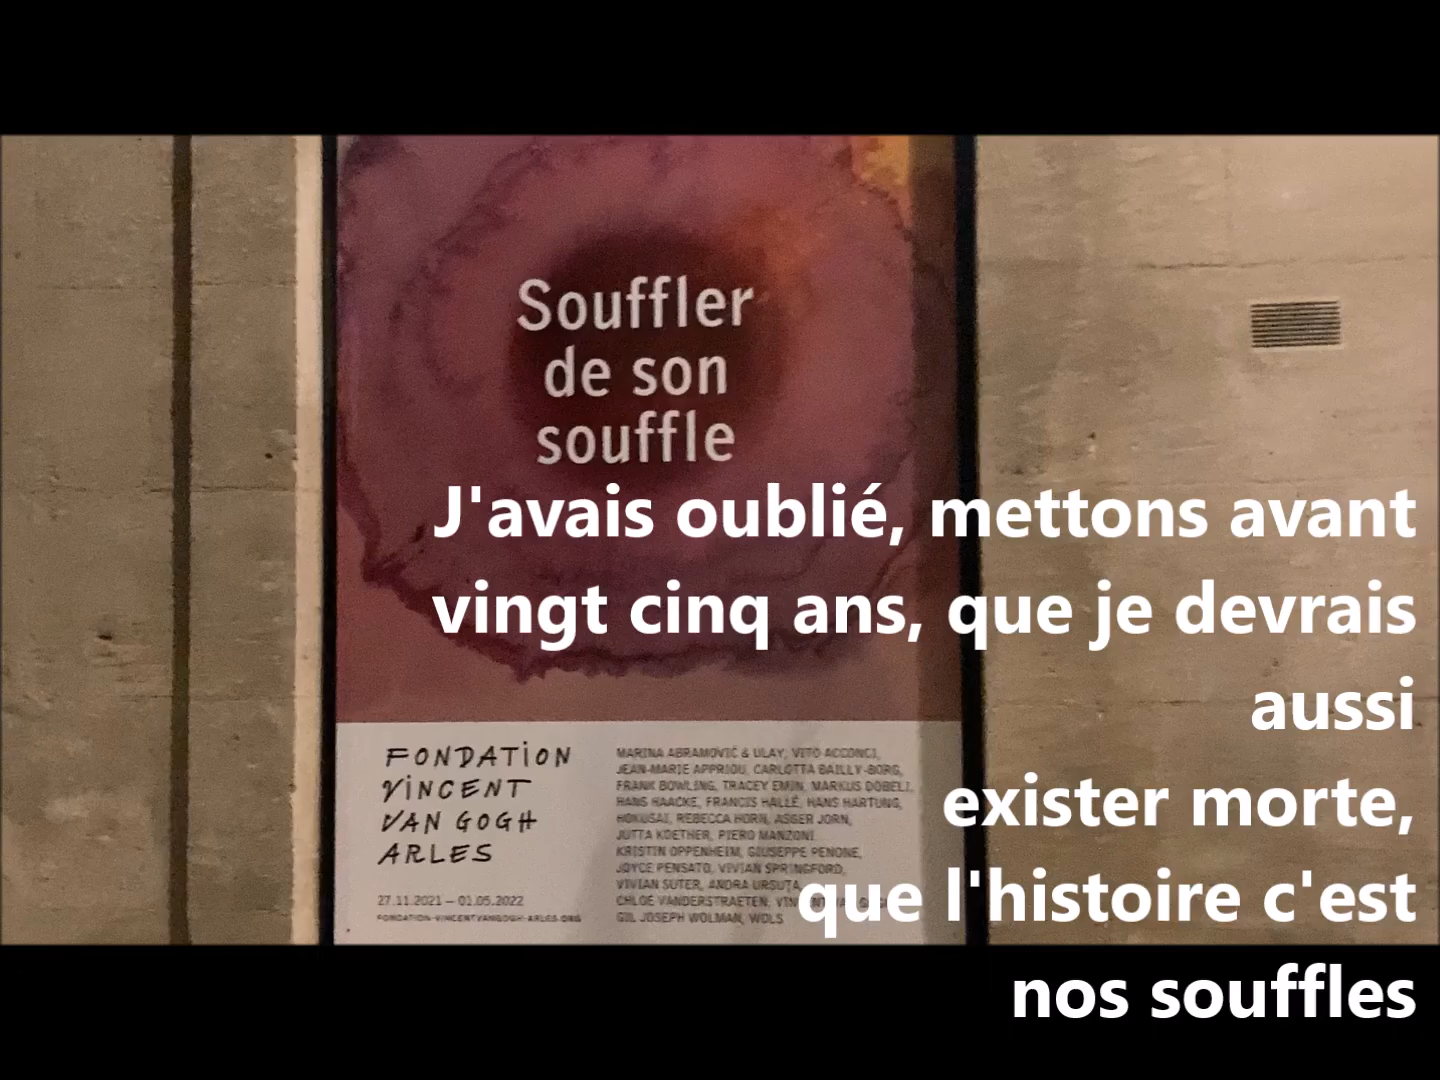 Souffler
de son
souffle
J'avais oublié, mettons avant
vingt cinq ans, que je devrais
aussi
exister morte,
que l'histoire c'est
nos souffles
FONDATION
VINCENT
VAN GOGH
ARLES
27.11.2021 – 01.05.2022
FONDATION-VINCENTVANGOGH-ARLES.ORG
MARINA ABRAMOVIĆ & ULAY, VITO ACCONCI,
JEAN-MARIE APPRIOU, CARLOTTA BAILLY-BORG,
FRANK BOWLING, TRACEY EMIN, MARKUS DÖBELI,
HANS HAACKE, FRANCIS HALLÉ, HANS HARTUNG,
HOKUSAI, REBECCA HORN, ASGER JORN,
JUTTA KOETHER, PIERO MANZONI,
KRISTIN OPPENHEIM, GIUSEPPE PENONE,
JOYCE PENSATO, VIVIAN SPRINGFORD,
VIVIAN SUTER, ANDRA URSUȚA,
CHLOÉ VANDERSTRAETEN,
GIL JOSEPH WOLMAN, WOLS